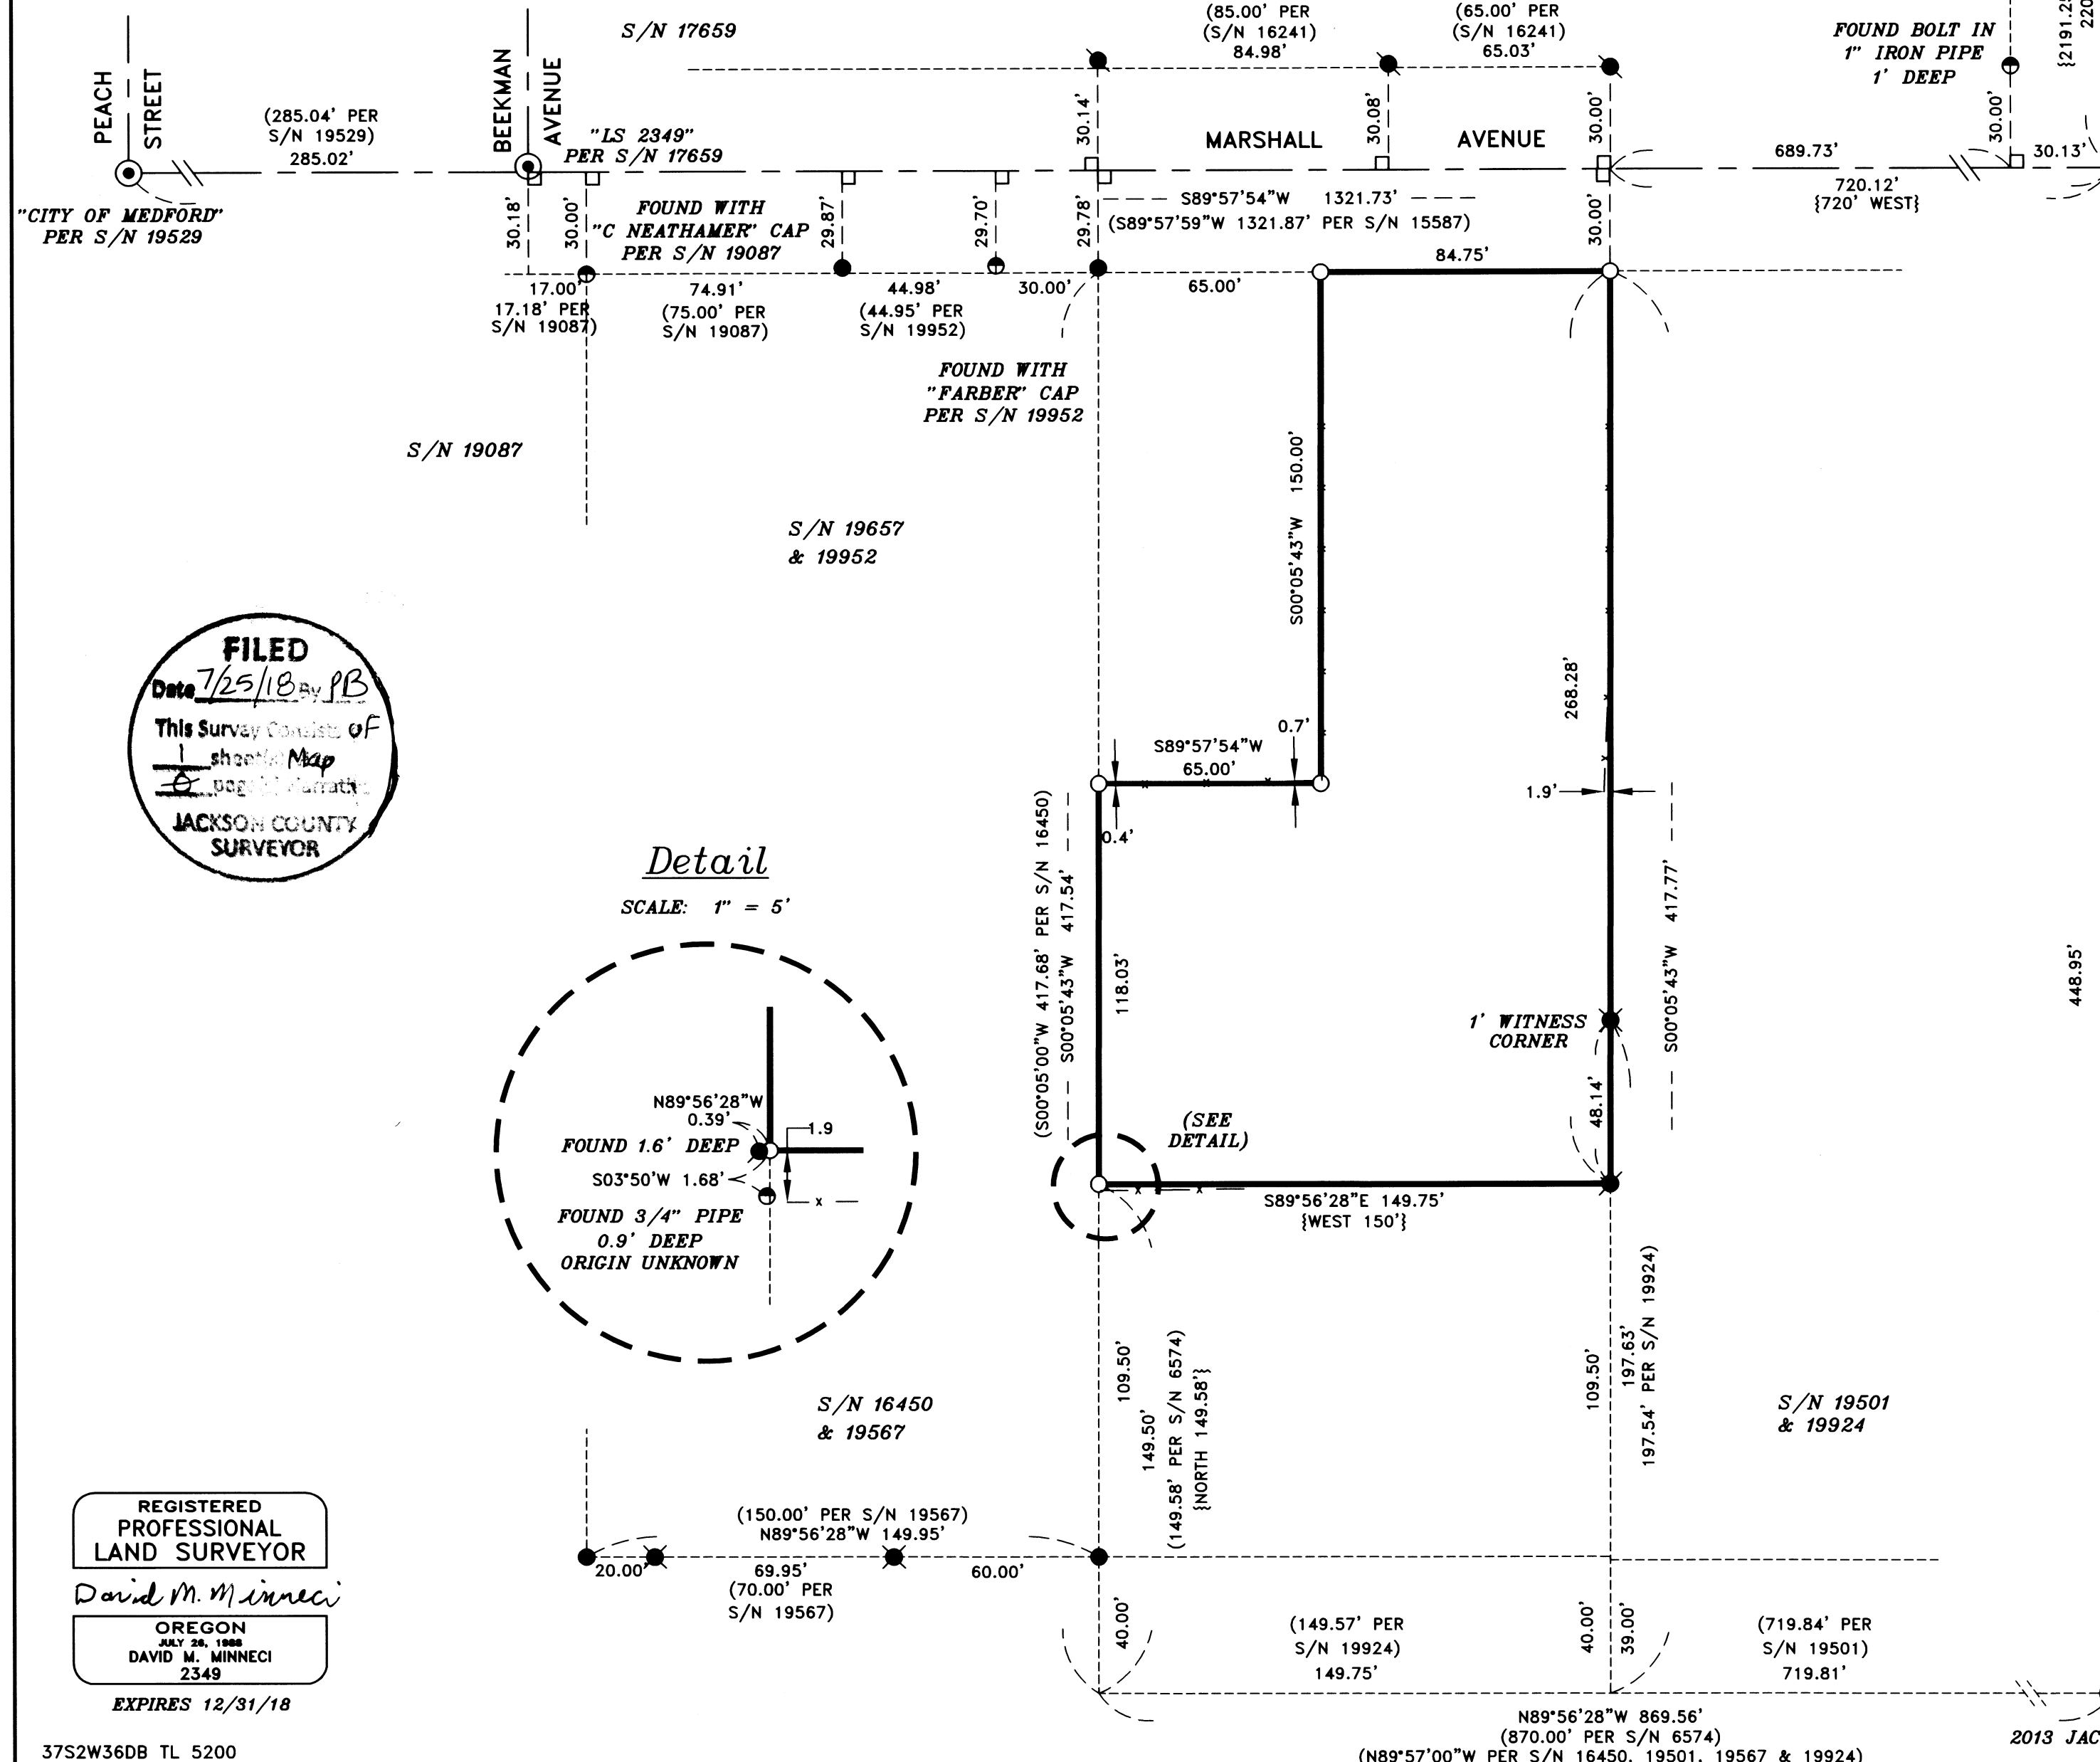 S/N 17659
(85.00' PER
(S/N 16241)
84.98'
(65.00' PER
(S/N 16241)
65.03'
FOUND BOLT IN
1" IRON PIPE
1' DEEP
PEACH
STREET
(285.04' PER
S/N 19529)
285.02'
BEEKMAN
AVENUE
"LS 2349"
PER S/N 17659
30.14'
MARSHALL
30.08'
AVENUE
30.00'
689.73'
30.00'
30.13'
720.12'
{720' WEST}
"CITY OF MEDFORD"
PER S/N 19529
30.18'
30.00'
FOUND WITH
"C NEATHAMER" CAP
PER S/N 19087
29.87'
29.70'
29.78'
S89°57'54"W 1321.73'
(S89°57'59"W 1321.87' PER S/N 15587)
30.00'
84.75'
17.00'
17.18' PER
S/N 19087)
74.91'
(75.00' PER
S/N 19087)
44.98'
(44.95' PER
S/N 19952)
30.00'
65.00'
FOUND WITH
"FARBER" CAP
PER S/N 19952
S/N 19087
S/N 19657
& 19952
S00°05'43"W 150.00'
268.28'
FILED
Date 7/25/18 By PB
This Survey Consists of
1 sheet(s) Map
0 page(s) Narrative
JACKSON COUNTY
SURVEYOR
0.7'
S89°57'54"W
65.00'
0.4'
1.9'
(S00°05'00"W 417.68' PER S/N 16450)
S00°05'43"W 417.54'
118.03'
S00°05'43"W 417.77'
448.95'
Detail
SCALE: 1" = 5'
N89°56'28"W
0.39'
1.9
FOUND 1.6' DEEP
S03°50'W 1.68'
x
FOUND 3/4" PIPE
0.9' DEEP
ORIGIN UNKNOWN
1' WITNESS
CORNER
48.14'
(SEE
DETAIL)
S89°56'28"E 149.75'
{WEST 150'}
109.50'
149.50'
(149.58' PER S/N 6574)
{NORTH 149.58'}
109.50'
197.63'
197.54' PER S/N 19924)
S/N 19501
& 19924
S/N 16450
& 19567
(150.00' PER S/N 19567)
N89°56'28"W 149.95'
20.00'
69.95'
(70.00' PER
S/N 19567)
60.00'
40.00'
(149.57' PER
S/N 19924)
149.75'
40.00'
39.00'
(719.84' PER
S/N 19501)
719.81'
N89°56'28"W 869.56'
(870.00' PER S/N 6574)
(N89°57'00"W PER S/N 16450, 19501, 19567 & 19924)
2013 JAC
REGISTERED
PROFESSIONAL
LAND SURVEYOR
David M. Minneci
OREGON
JULY 26, 1988
DAVID M. MINNECI
2349
EXPIRES 12/31/18
37S2W36DB TL 5200